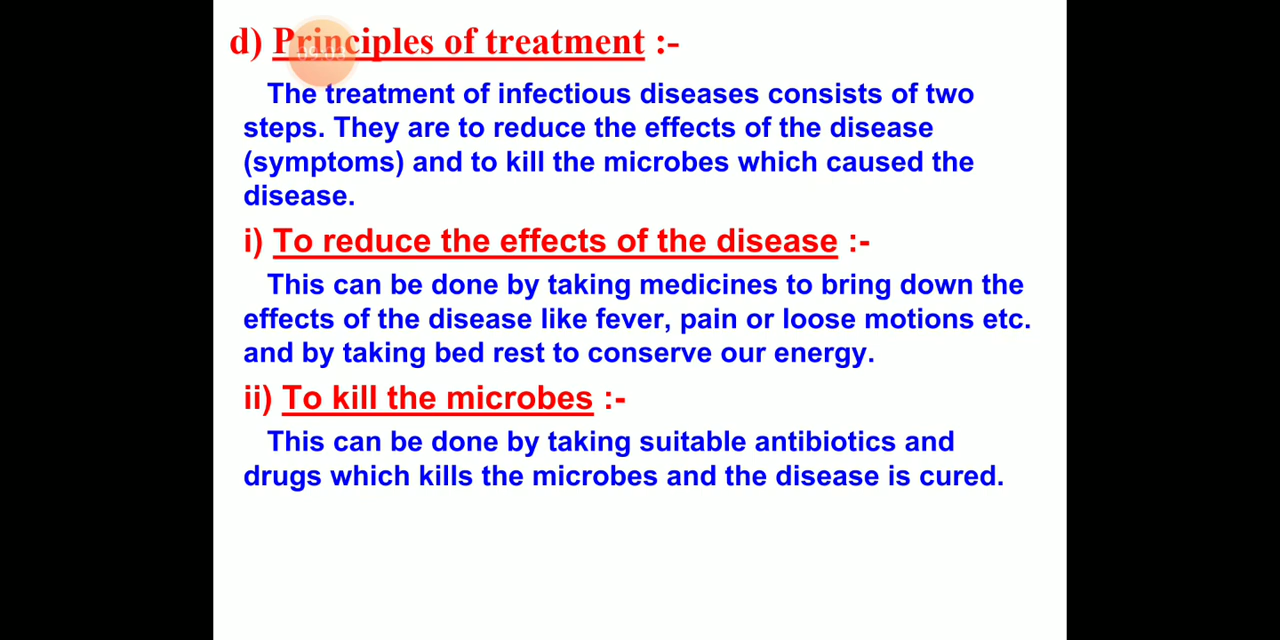 d) Principles of treatment :-
The treatment of infectious diseases consists of two
steps. They are to reduce the effects of the disease
(symptoms) and to kill the microbes which caused the
disease.
i) To reduce the effects of the disease :-
This can be done by taking medicines to bring down the
effects of the disease like fever, pain or loose motions etc.
and by taking bed rest to conserve our energy.
ii) To kill the microbes :-
This can be done by taking suitable antibiotics and
drugs which kills the microbes and the disease is cured.